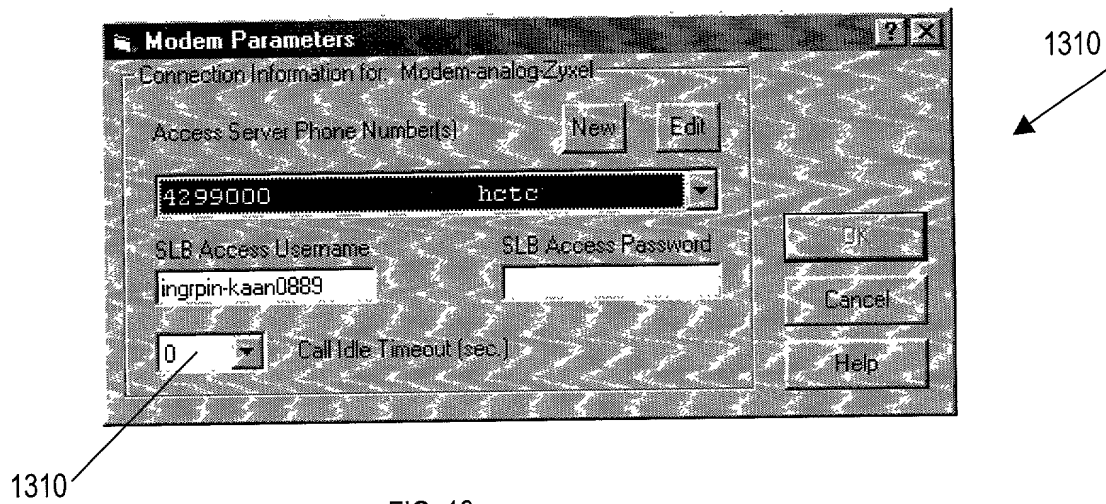 Modem Parameters
? X
1310
Connection Information for: Modem-analog-Zyxel
Access Server Phone Number(s)
New
Edit
4299000 hctc
SLB Access Username
SLB Access Password
OK
ingrpin-kaan0889
Cancel
0
Call Idle Timeout (sec.)
Help
1310